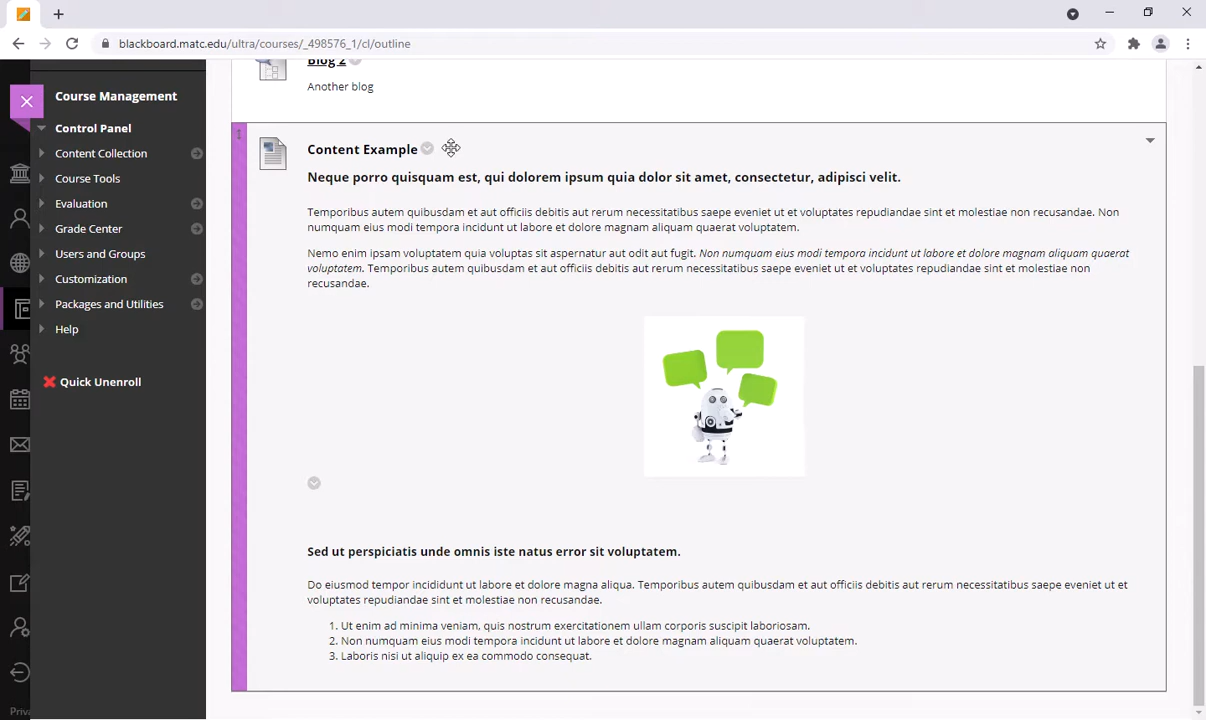 blackboard.matc.edu/ultra/courses/_498576_1/cl/outline
Course Management
Control Panel
Content Collection
Course Tools
Evaluation
Grade Center
Users and Groups
Customization
Packages and Utilities
Help
Quick Unenroll
Priva
Blog 2
Another blog
Content Example
Neque porro quisquam est, qui dolorem ipsum quia dolor sit amet, consectetur, adipisci velit.
Temporibus autem quibusdam et aut officiis debitis aut rerum necessitatibus saepe eveniet ut et voluptates repudiandae sint et molestiae non recusandae. Non
numquam eius modi tempora incidunt ut labore et dolore magnam aliquam quaerat voluptatem.
Nemo enim ipsam voluptatem quia voluptas sit aspernatur aut odit aut fugit. Non numquam eius modi tempora incidunt ut labore et dolore magnam aliquam quaerat
voluptatem. Temporibus autem quibusdam et aut officiis debitis aut rerum necessitatibus saepe eveniet ut et voluptates repudiandae sint et molestiae non
recusandae.
Sed ut perspiciatis unde omnis iste natus error sit voluptatem.
Do eiusmod tempor incididunt ut labore et dolore magna aliqua. Temporibus autem quibusdam et aut officiis debitis aut rerum necessitatibus saepe eveniet ut et
voluptates repudiandae sint et molestiae non recusandae.
1. Ut enim ad minima veniam, quis nostrum exercitationem ullam corporis suscipit laboriosam.
2. Non numquam eius modi tempora incidunt ut labore et dolore magnam aliquam quaerat voluptatem.
3. Laboris nisi ut aliquip ex ea commodo consequat.